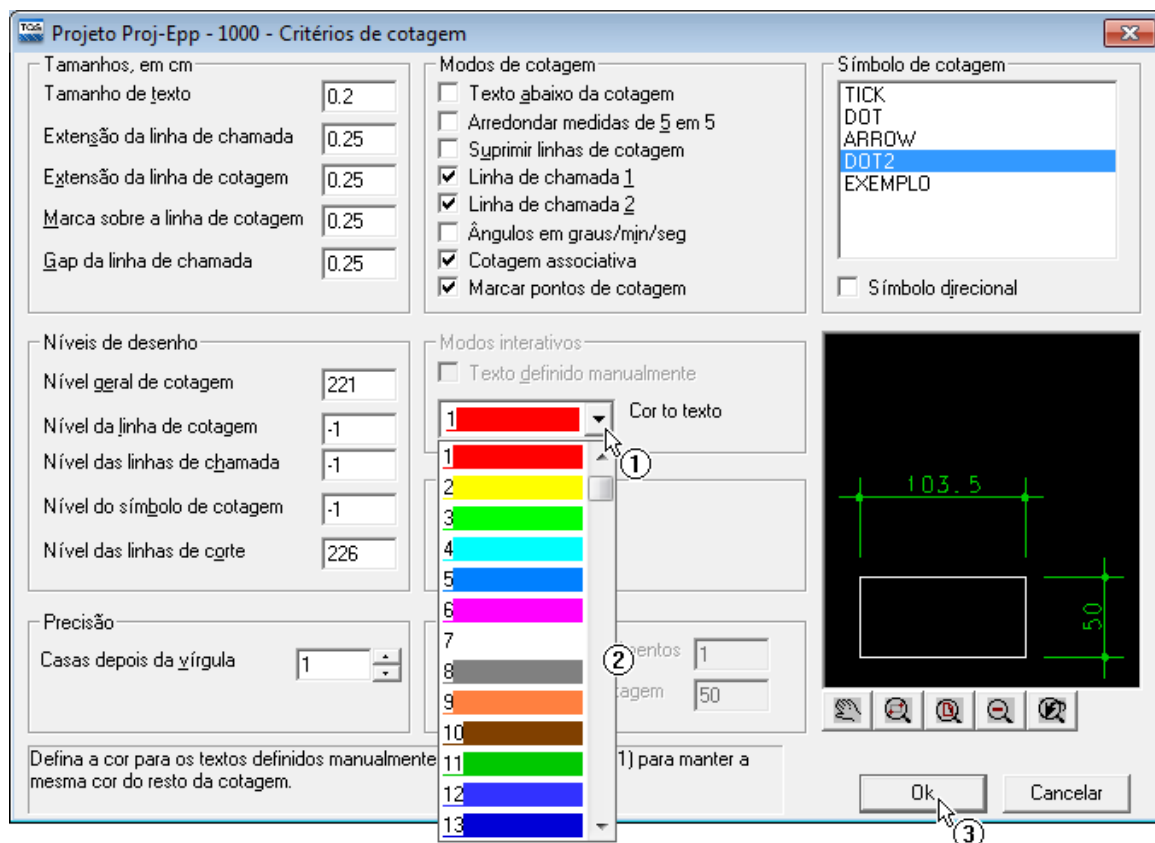 TQS Projeto Proj-Epp - 1000 - Critérios de cotagem
Tamanhos, em cm
Tamanho de texto 0.2
Extensão da linha de chamada 0.25
Extensão da linha de cotagem 0.25
Marca sobre a linha de cotagem 0.25
Gap da linha de chamada 0.25
Modos de cotagem
Texto abaixo da cotagem
Arredondar medidas de 5 em 5
Suprimir linhas de cotagem
Linha de chamada 1
Linha de chamada 2
Ângulos em graus/min/seg
Cotagem associativa
Marcar pontos de cotagem
Símbolo de cotagem
TICK
DOT
ARROW
DOT2
EXEMPLO
Símbolo direcional
Níveis de desenho
Nível geral de cotagem 221
Nível da linha de cotagem -1
Nível das linhas de chamada -1
Nível do símbolo de cotagem -1
Nível das linhas de corte 226
Modos interativos
Texto definido manualmente
1 Cor to texto
1
1
2
3
4
5
6
7
8
9
10
11
12
13
2
103.5
50
Precisão
Casas depois da vírgula 1
1
50
Defina a cor para os textos definidos manualmente 1) para manter a
mesma cor do resto da cotagem.
Ok
Cancelar
3